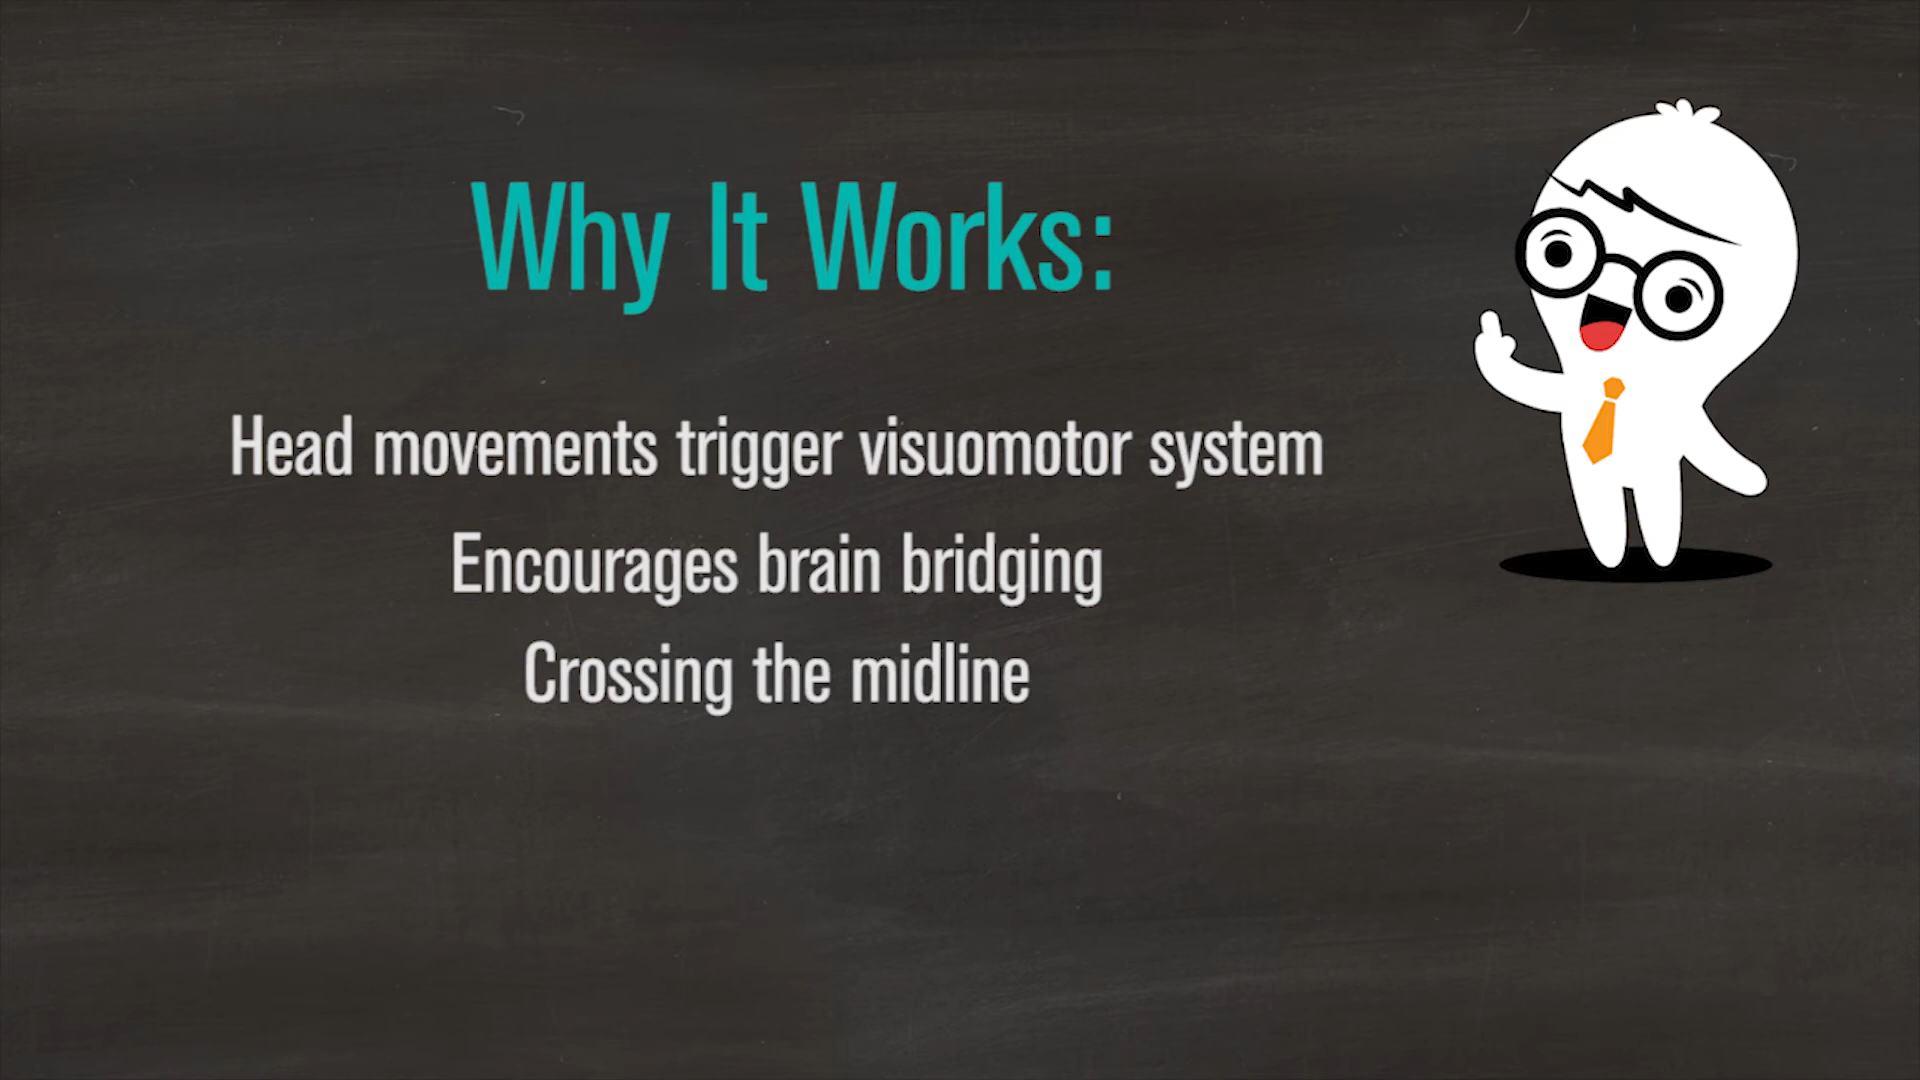 Why It Works:
Head movements trigger visuomotor system
Encourages brain bridging
Crossing the midline